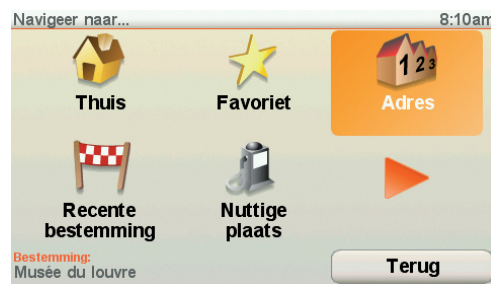 Navigeer naar... 8:10am
Thuis Favoriet 123 Adres
Recente bestemming
Nuttige plaats
Bestemming:
Musée du louvre
Terug